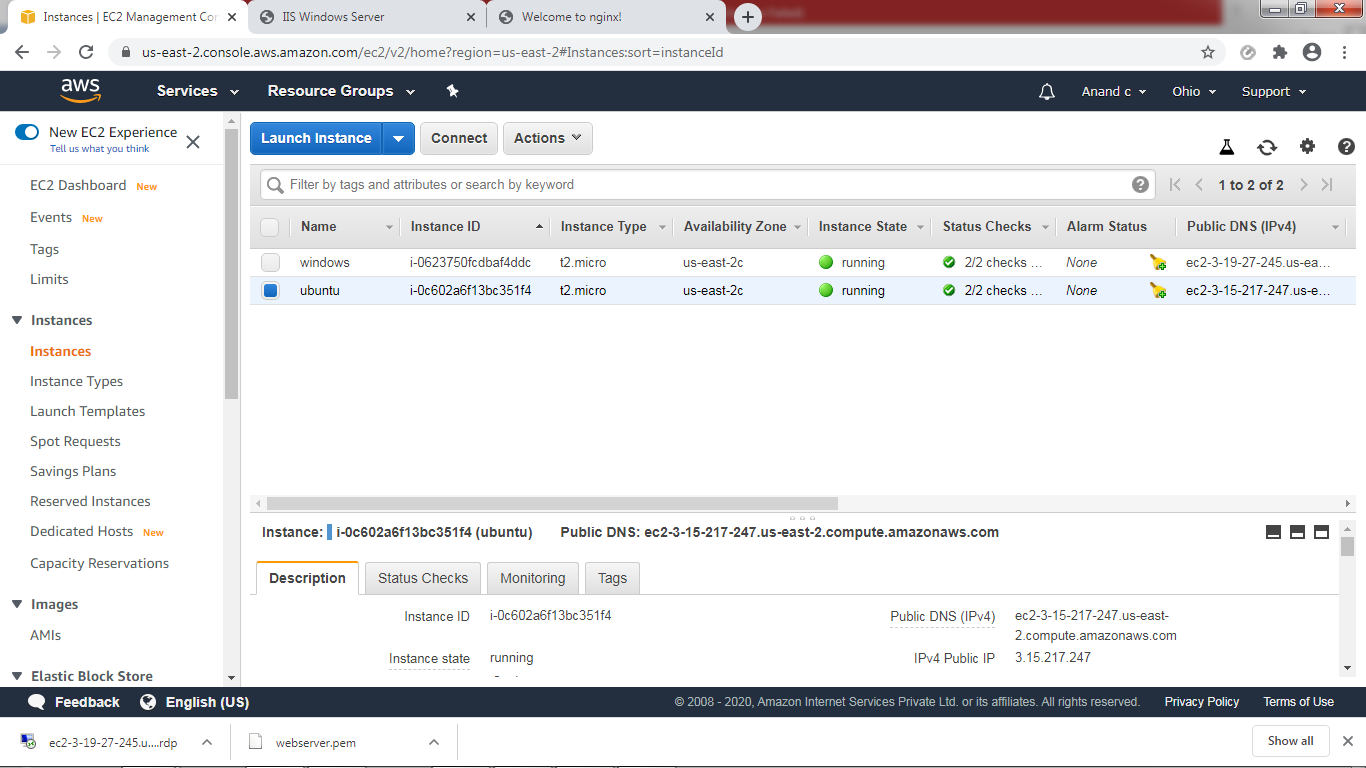 Instances | EC2 Management Con
IIS Windows Server
Welcome to nginx!
us-east-2.console.aws.amazon.com/ec2/v2/home?region=us-east-2#Instances:sort=instanceId
aws
Services
Resource Groups
Anand c
Ohio
Support
New EC2 Experience
Tell us what you think
EC2 Dashboard New
Events New
Tags
Limits
Instances
Instances
Instance Types
Launch Templates
Spot Requests
Savings Plans
Reserved Instances
Dedicated Hosts New
Capacity Reservations
Images
AMIs
Elastic Block Store
Launch Instance
Connect
Actions
Filter by tags and attributes or search by keyword
1 to 2 of 2
Name Instance ID Instance Type Availability Zone Instance State Status Checks Alarm Status Public DNS (IPv4)
windows i-0623750fcdbaf4ddc t2.micro us-east-2c running 2/2 checks ... None ec2-3-19-27-245.us-ea...
ubuntu i-0c602a6f13bc351f4 t2.micro us-east-2c running 2/2 checks ... None ec2-3-15-217-247.us-e...
Instance: i-0c602a6f13bc351f4 (ubuntu) Public DNS: ec2-3-15-217-247.us-east-2.compute.amazonaws.com
Description
Status Checks
Monitoring
Tags
Instance ID i-0c602a6f13bc351f4
Public DNS (IPv4) ec2-3-15-217-247.us-east-
2.compute.amazonaws.com
Instance state running
IPv4 Public IP 3.15.217.247
Feedback
English (US)
© 2008 - 2020, Amazon Internet Services Private Ltd. or its affiliates. All rights reserved.
Privacy Policy
Terms of Use
ec2-3-19-27-245.u....rdp
webserver.pem
Show all